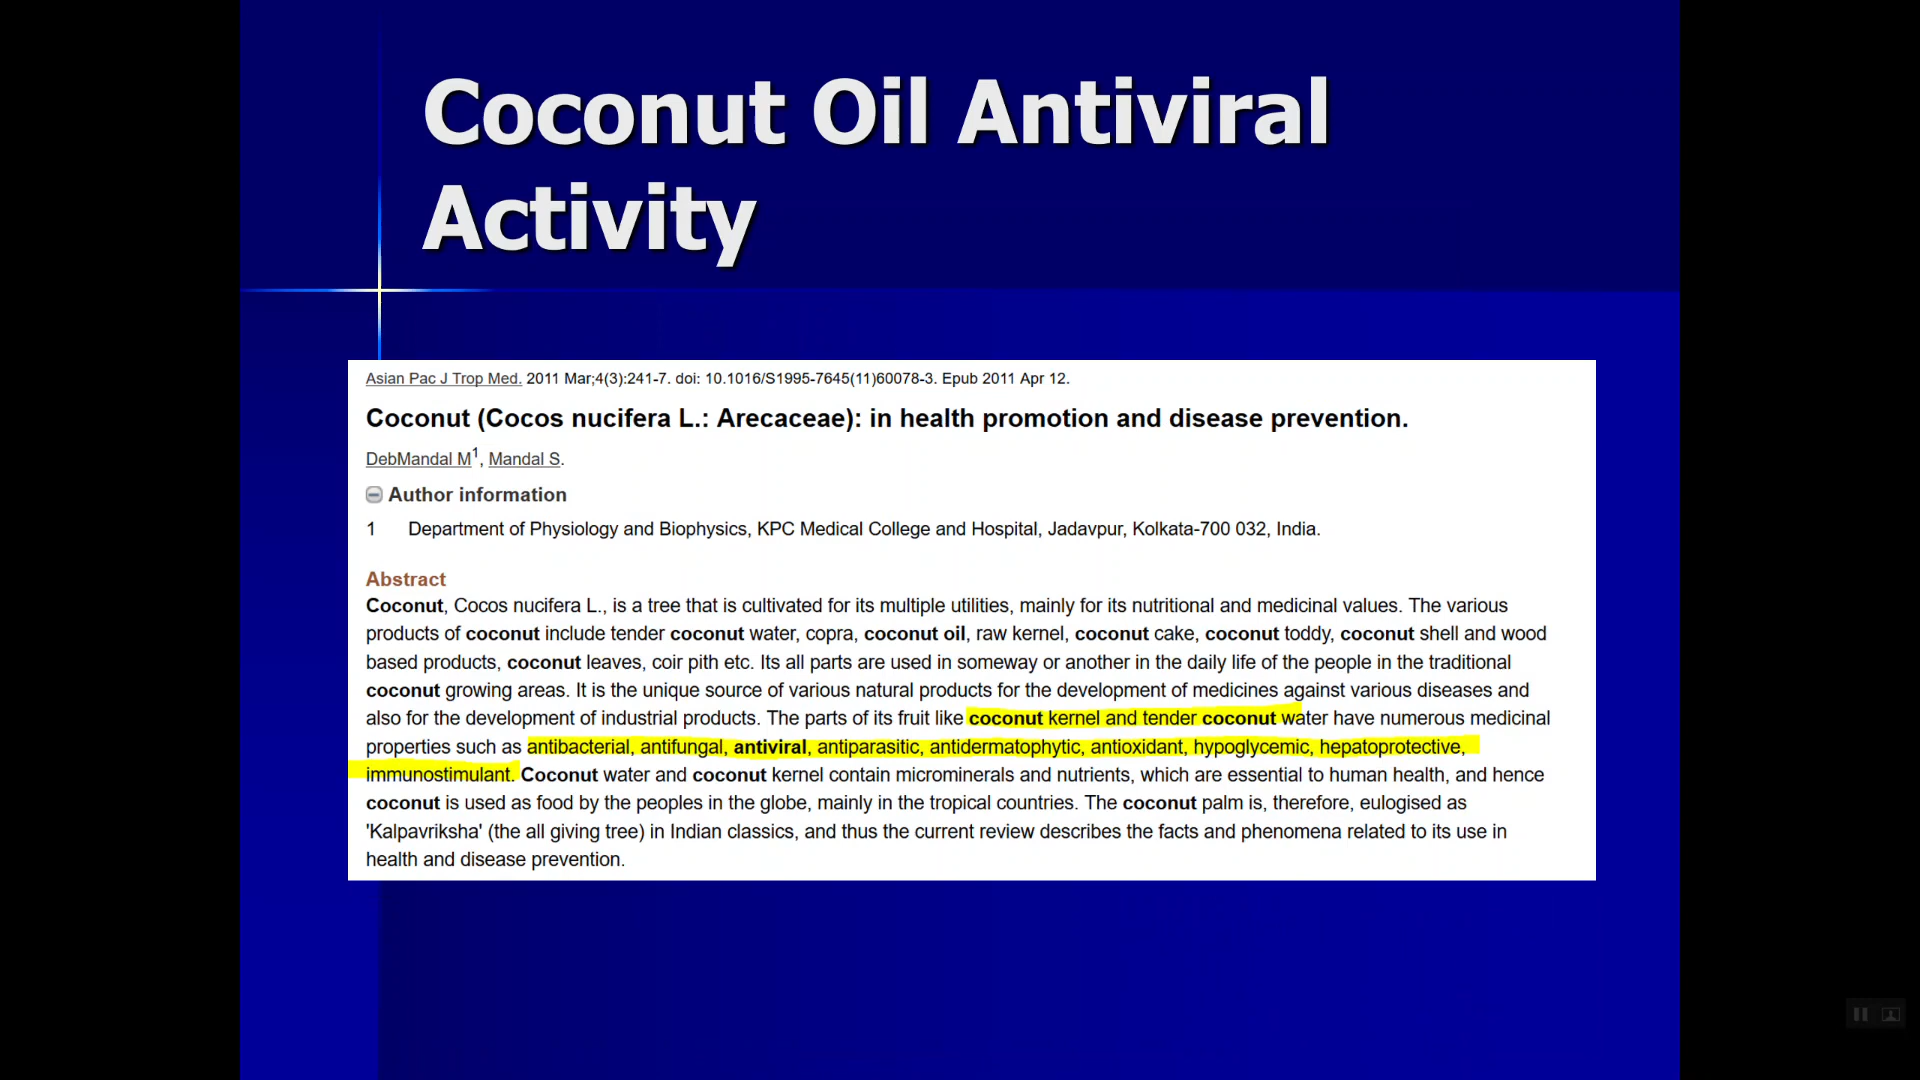 Coconut Oil Antiviral
Activity
Asian Pac J Trop Med. 2011 Mar;4(3):241-7. doi: 10.1016/S1995-7645(11)60078-3. Epub 2011 Apr 12.
Coconut (Cocos nucifera L.: Arecaceae): in health promotion and disease prevention.
DebMandal M1, Mandal S.
Author information
1 Department of Physiology and Biophysics, KPC Medical College and Hospital, Jadavpur, Kolkata-700 032, India.
Abstract
Coconut, Cocos nucifera L., is a tree that is cultivated for its multiple utilities, mainly for its nutritional and medicinal values. The various
products of coconut include tender coconut water, copra, coconut oil, raw kernel, coconut cake, coconut toddy, coconut shell and wood
based products, coconut leaves, coir pith etc. Its all parts are used in someway or another in the daily life of the people in the traditional
coconut growing areas. It is the unique source of various natural products for the development of medicines against various diseases and
also for the development of industrial products. The parts of its fruit like coconut kernel and tender coconut water have numerous medicinal
properties such as antibacterial, antifungal, antiviral, antiparasitic, antidermatophytic, antioxidant, hypoglycemic, hepatoprotective,
immunostimulant. Coconut water and coconut kernel contain microminerals and nutrients, which are essential to human health, and hence
coconut is used as food by the peoples in the globe, mainly in the tropical countries. The coconut palm is, therefore, eulogised as
'Kalpavriksha' (the all giving tree) in Indian classics, and thus the current review describes the facts and phenomena related to its use in
health and disease prevention.